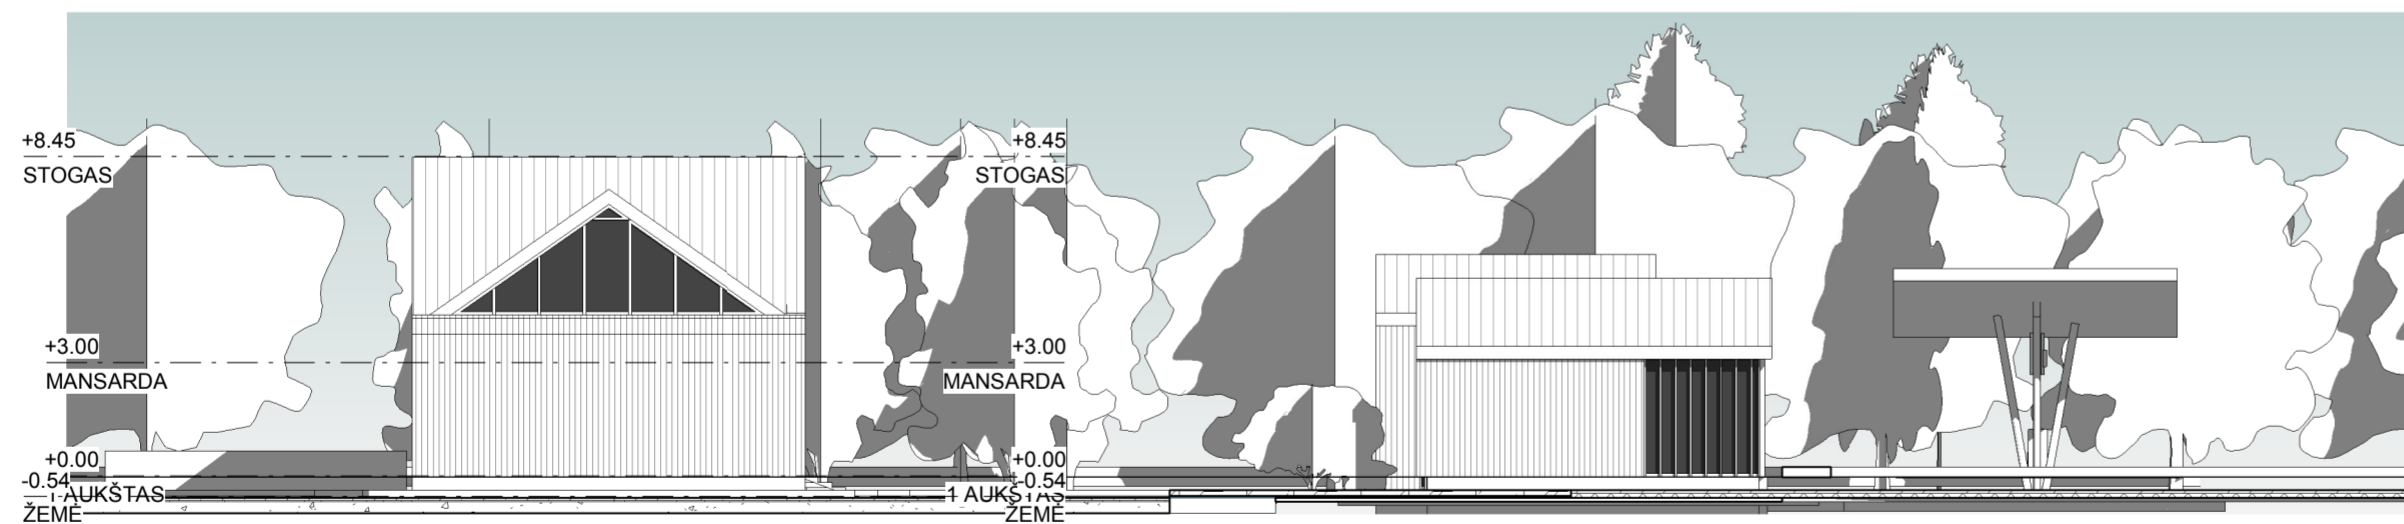 +8.45
STOGAS
+3.00
MANSARDA
+0.00
-0.54
1 AUKŠTAS
ŽEMĖ
+8.45
STOGAS
+3.00
MANSARDA
+0.00
-0.54
1 AUKŠTAS
ŽEMĖ